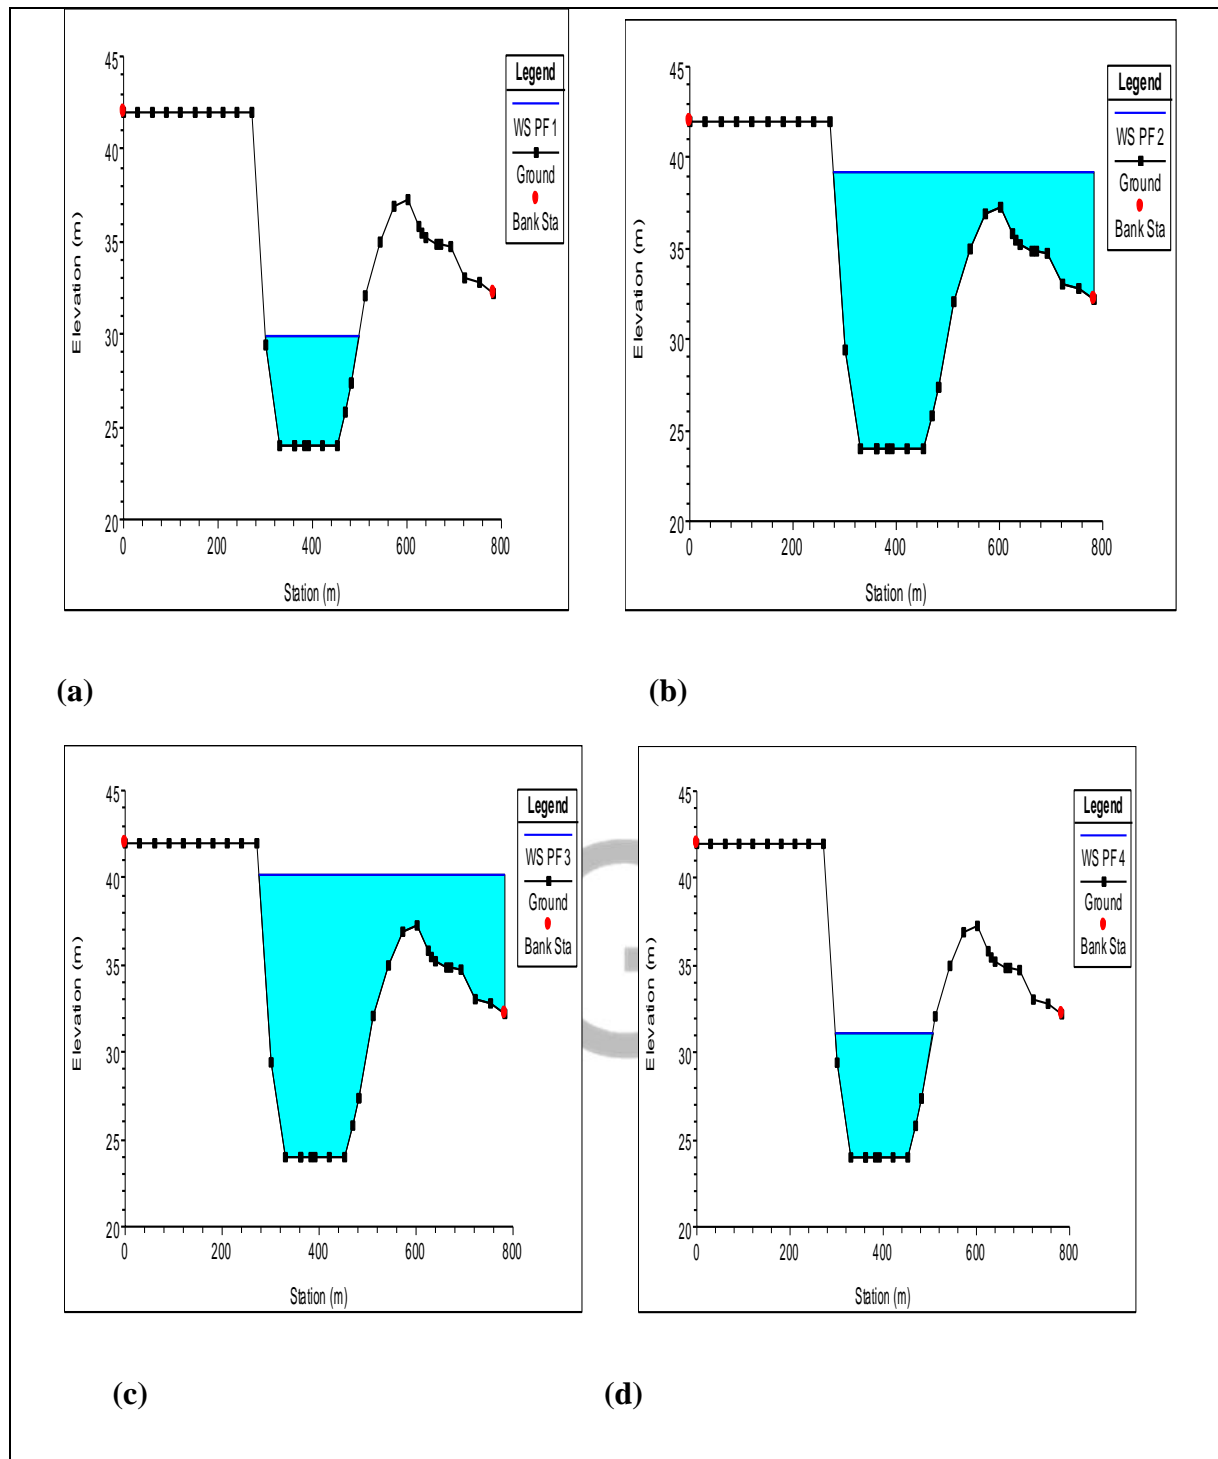 45
40
35
30
25
20
0
200
400
600
800
Elevation (m)
Station (m)
Legend
WS PF 1
Ground
Bank Sta
45
40
35
30
25
20
0
200
400
600
800
Elevation (m)
Station (m)
Legend
WS PF 2
Ground
Bank Sta
(a)
(b)
45
40
35
30
25
20
0
200
400
600
800
Elevation (m)
Station (m)
Legend
WS PF 3
Ground
Bank Sta
45
40
35
30
25
20
0
200
400
600
800
Elevation (m)
Station (m)
Legend
WS PF 4
Ground
Bank Sta
(c)
(d)